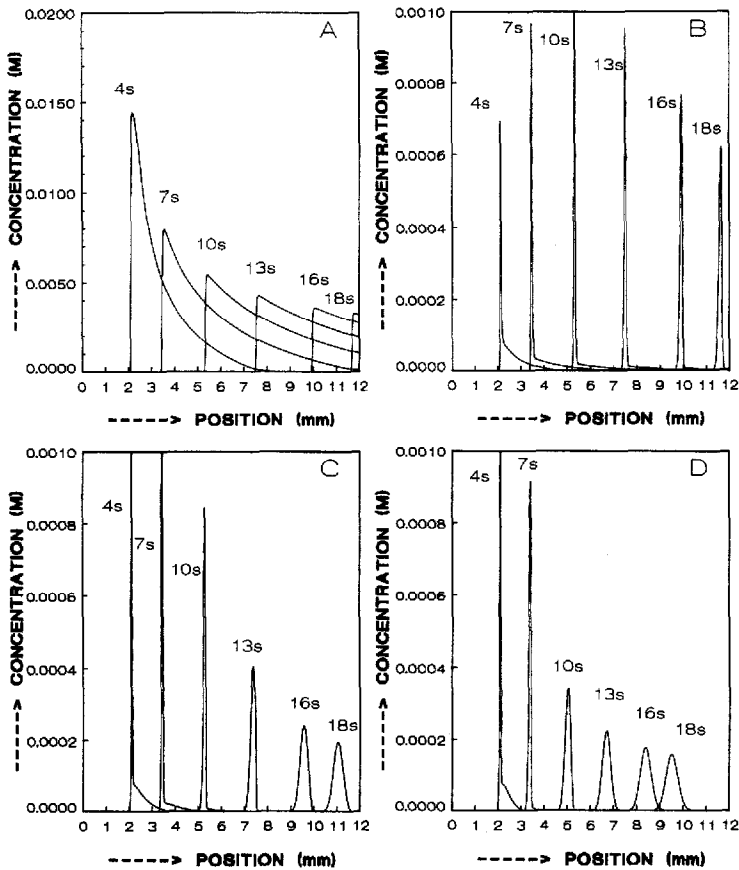 A
0.0200
0.0150
0.0100
0.0050
0.0000
----> CONCENTRATION (M)
4s
7s
10s
13s
16s
18s
0 1 2 3 4 5 6 7 8 9 10 11 12
----> POSITION (mm)
B
0.0010
0.0008
0.0006
0.0004
0.0002
0.0000
----> CONCENTRATION (M)
4s
7s
10s
13s
16s
18s
0 1 2 3 4 5 6 7 8 9 10 11 12
----> POSITION (mm)
C
0.0010
0.0008
0.0006
0.0004
0.0002
0.0000
----> CONCENTRATION (M)
4s
7s
10s
13s
16s
18s
0 1 2 3 4 5 6 7 8 9 10 11 12
----> POSITION (mm)
D
0.0010
0.0008
0.0006
0.0004
0.0002
0.0000
----> CONCENTRATION (M)
4s
7s
10s
13s
16s
18s
0 1 2 3 4 5 6 7 8 9 10 11 12
----> POSITION (mm)